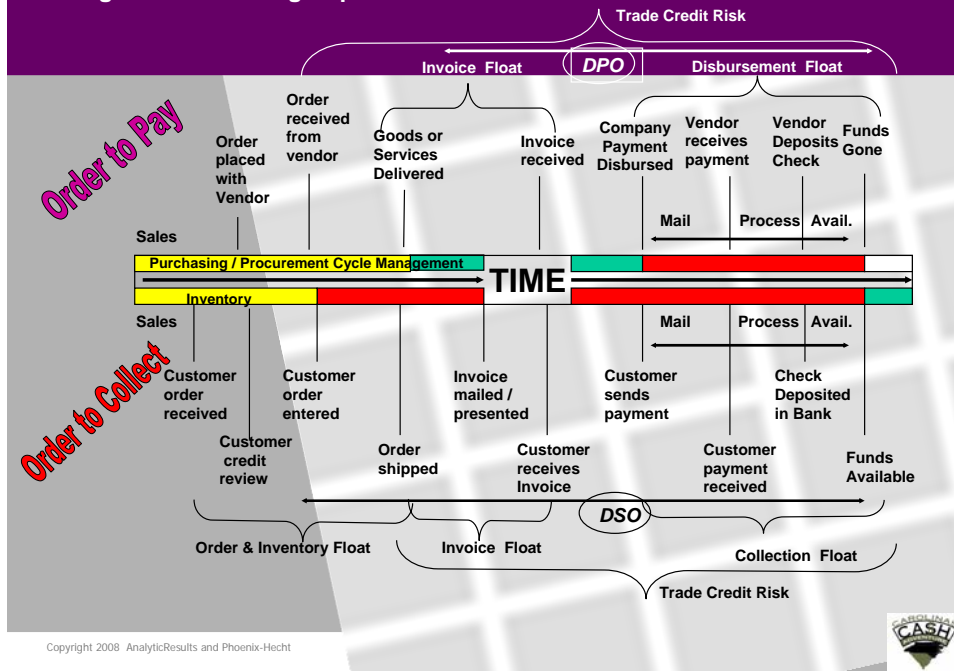 Trade Credit Risk
Invoice Float
DPO
Disbursement Float
Order to Pay
Order
placed
with
Vendor
Order
received
from
vendor
Goods or
Services
Delivered
Invoice
received
Company
Payment
Disbursed
Vendor
receives
payment
Vendor
Deposits
Check
Funds
Gone
Mail
Process
Avail.
Sales
Purchasing / Procurement Cycle Management
TIME
Inventory
Sales
Mail
Process
Avail.
Order to Collect
Customer
order
received
Customer
credit
review
Customer
order
entered
Order
shipped
Invoice
mailed /
presented
Customer
receives
Invoice
Customer
sends
payment
Customer
payment
received
Check
Deposited
in Bank
Funds
Available
DSO
Order & Inventory Float
Invoice Float
Collection Float
Trade Credit Risk
Copyright 2008 AnalyticResults and Phoenix-Hecht
CAROLINAS
CASH
ADVENTURE